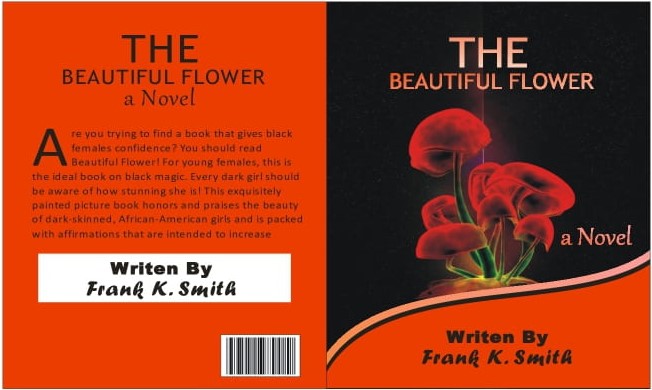 THE
BEAUTIFUL FLOWER
a Novel
Are you trying to find a book that gives black
females confidence? You should read
Beautiful Flower! For young females, this is
the ideal book on black magic. Every dark girl should
be aware of how stunning she is! This exquisitely
painted picture book honors and praises the beauty
of dark-skinned, African-American girls and is packed
with affirmations that are intended to increase
Writen By
Frank K. Smith
THE
BEAUTIFUL FLOWER
a Novel
Writen By
Frank K. Smith